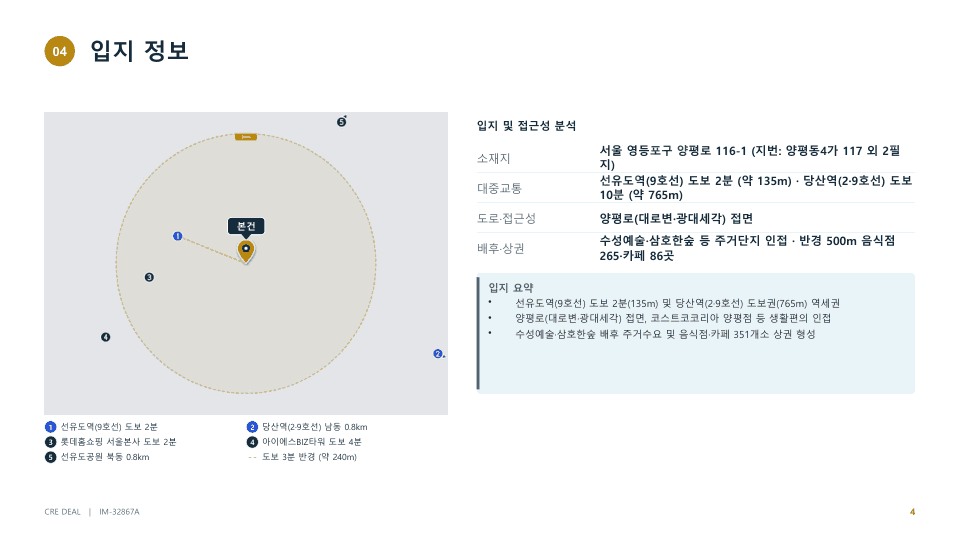 04 입지 정보
5
1
본건
3
4
2
1 선유도역(9호선) 도보 2분
2 당산역(2·9호선) 남동 0.8km
3 롯데홈쇼핑 서울본사 도보 2분
4 아이에스BIZ타워 도보 4분
5 선유도공원 북동 0.8km
도보 3분 반경 (약 240m)
입지 및 접근성 분석
소재지
서울 영등포구 양평로 116-1 (지번: 양평동4가 117 외 2필
지)
대중교통
선유도역(9호선) 도보 2분 (약 135m) · 당산역(2·9호선) 도보
10분 (약 765m)
도로·접근성
양평로(대로변·광대세각) 접면
배후·상권
수성예술·삼호한숲 등 주거단지 인접 · 반경 500m 음식점
265·카페 86곳
입지 요약
• 선유도역(9호선) 도보 2분(135m) 및 당산역(2·9호선) 도보권(765m) 역세권
• 양평로(대로변·광대세각) 접면, 코스트코코리아 양평점 등 생활편의 인접
• 수성예술·삼호한숲 배후 주거수요 및 음식점·카페 351개소 상권 형성
CRE DEAL | IM-32867A
4